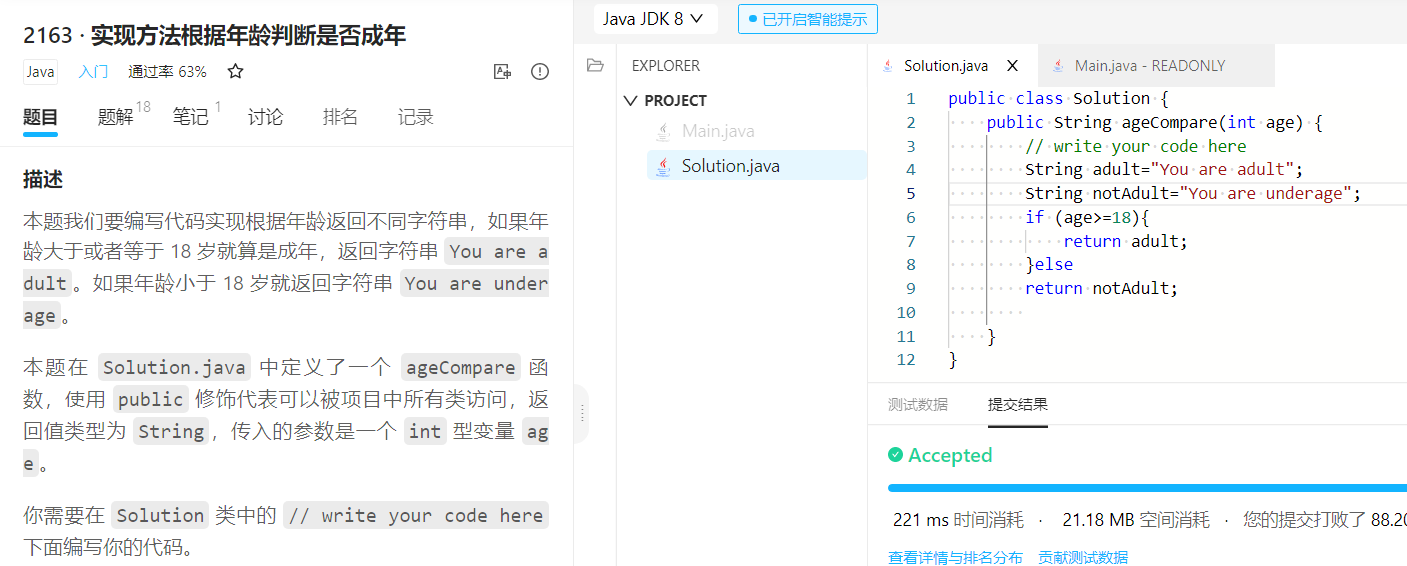 2163 · 实现方法根据年龄判断是否成年
Java 入门 通过率 63%
题目 题解 18 笔记 1 讨论 排名 记录
描述
本题我们要编写代码实现根据年龄返回不同字符串，如果年
龄大于或者等于 18 岁就算是成年，返回字符串 You are a
dult 。如果年龄小于 18 岁就返回字符串 You are under
age 。
本题在 Solution.java 中定义了一个 ageCompare 函
数，使用 public 修饰代表可以被项目中所有类访问，返
回值类型为 String ，传入的参数是一个 int 型变量 ag
e 。
你需要在 Solution 类中的 // write your code here
下面编写你的代码。
Java JDK 8 已开启智能提示
EXPLORER
PROJECT
Main.java
Solution.java
Solution.java Main.java - READONLY
1 public class Solution {
2 public String ageCompare(int age) {
3 // write your code here
4 String adult="You are adult";
5 String notAdult="You are underage";
6 if (age>=18){
7 return adult;
8 }else
9 return notAdult;
10
11 }
12 }
测试数据 提交结果
Accepted
221 ms 时间消耗 · 21.18 MB 空间消耗 · 您的提交打败了 88.20
查看详情与排名分布 贡献测试数据